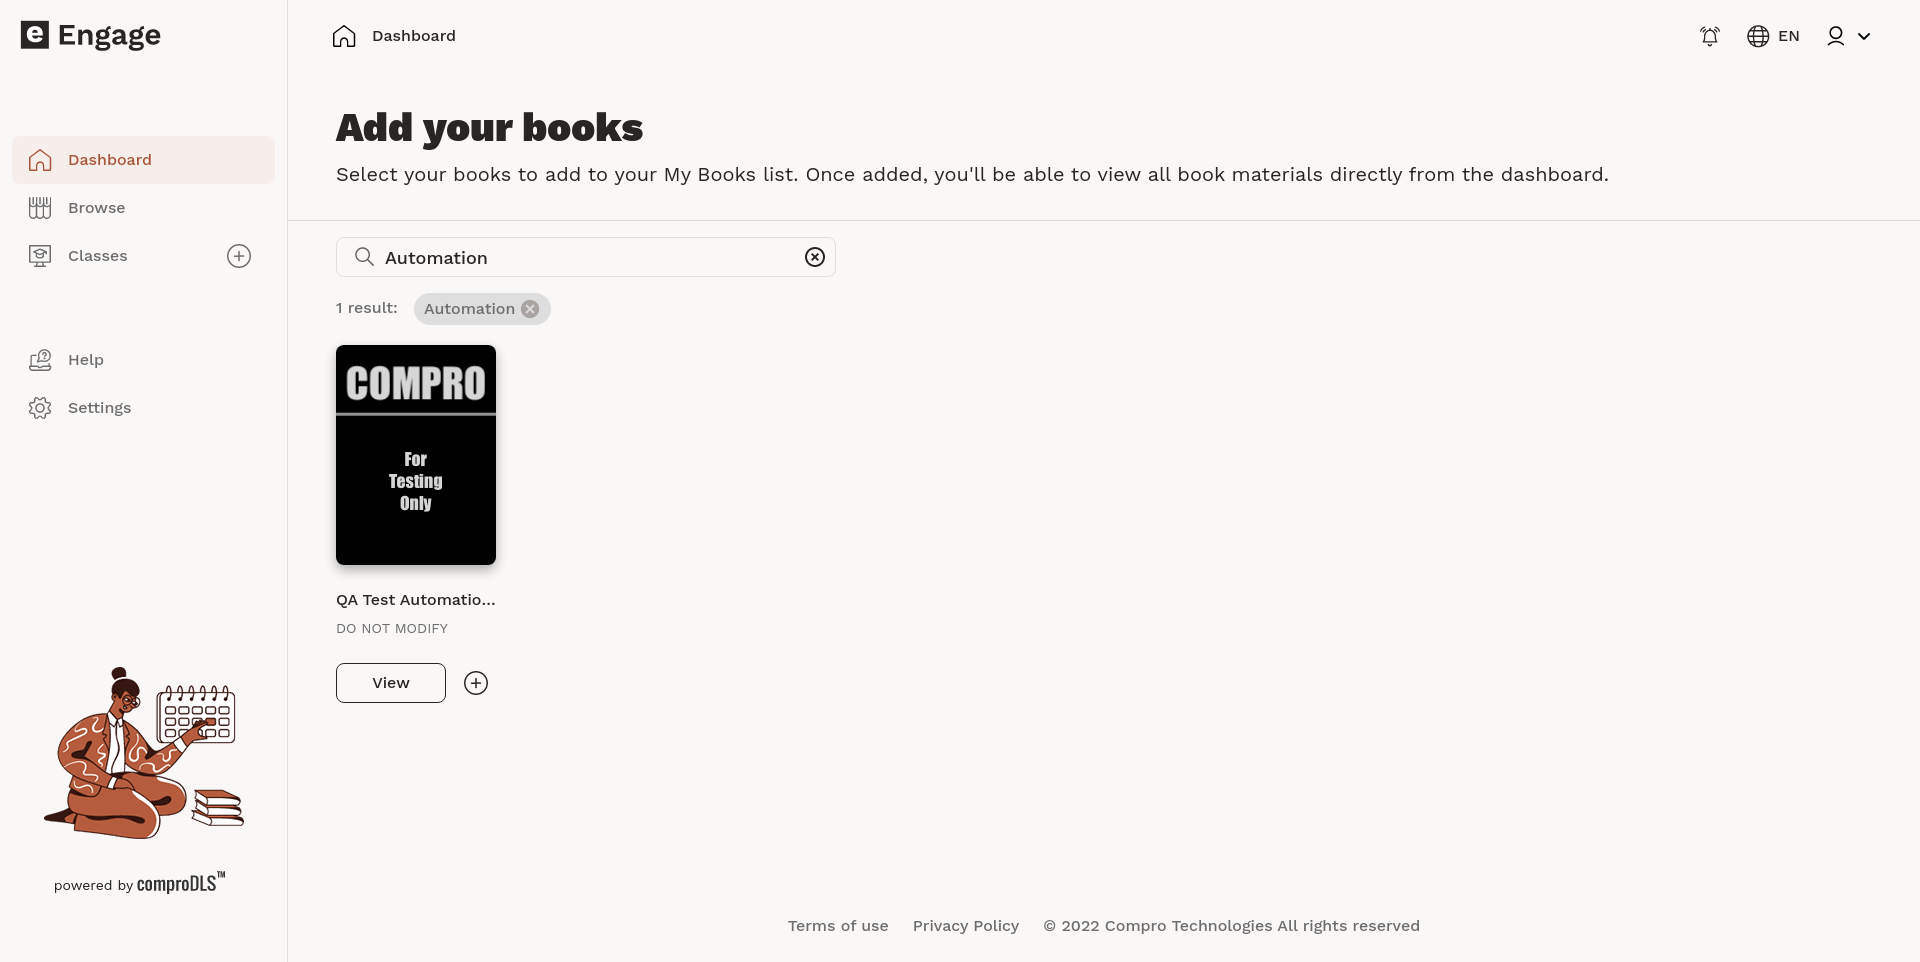 e Engage
Dashboard
EN
Dashboard
Browse
Classes
Help
Settings
powered by comproDLS™
Add your books
Select your books to add to your My Books list. Once added, you'll be able to view all book materials directly from the dashboard.
Automation
1 result:
Automation
COMPRO
For
Testing
Only
QA Test Automatio...
DO NOT MODIFY
View
Terms of use
Privacy Policy
© 2022 Compro Technologies All rights reserved